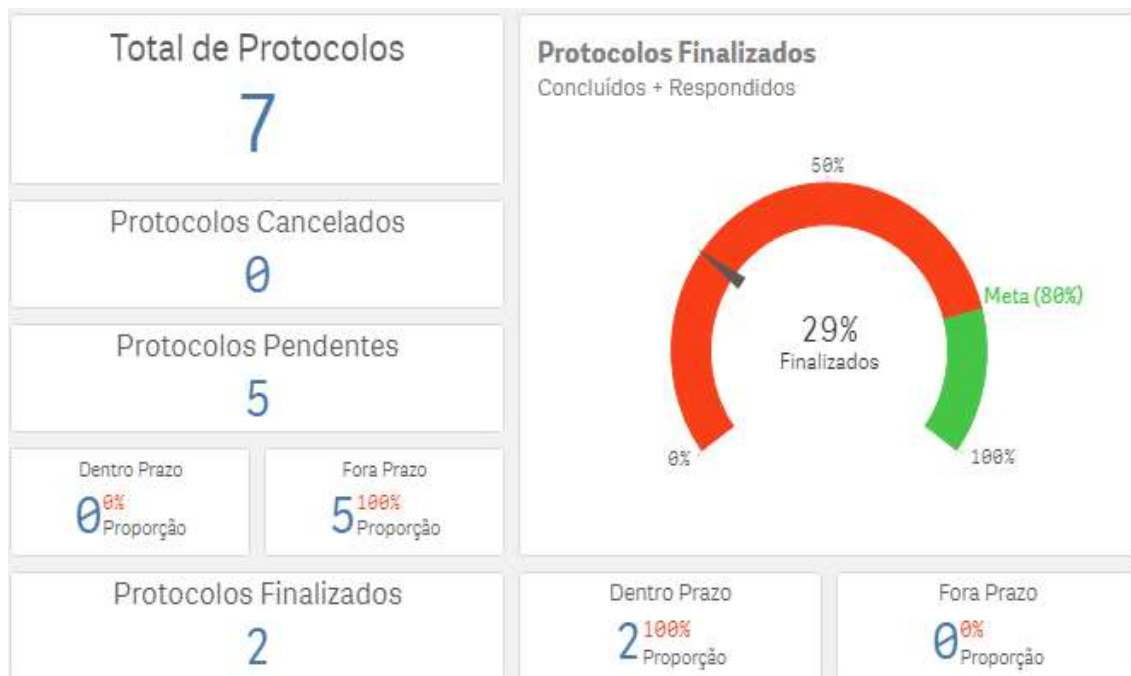 Total de Protocolos
7
Protocolos Cancelados
0
Protocolos Pendentes
5
Dentro Prazo
0 0%
Proporção
Fora Prazo
5 100%
Proporção
Protocolos Finalizados
2
Protocolos Finalizados
Concluídos + Respondidos
50%
Meta (80%)
29%
Finalizados
0%
100%
Dentro Prazo
2 100%
Proporção
Fora Prazo
0 0%
Proporção